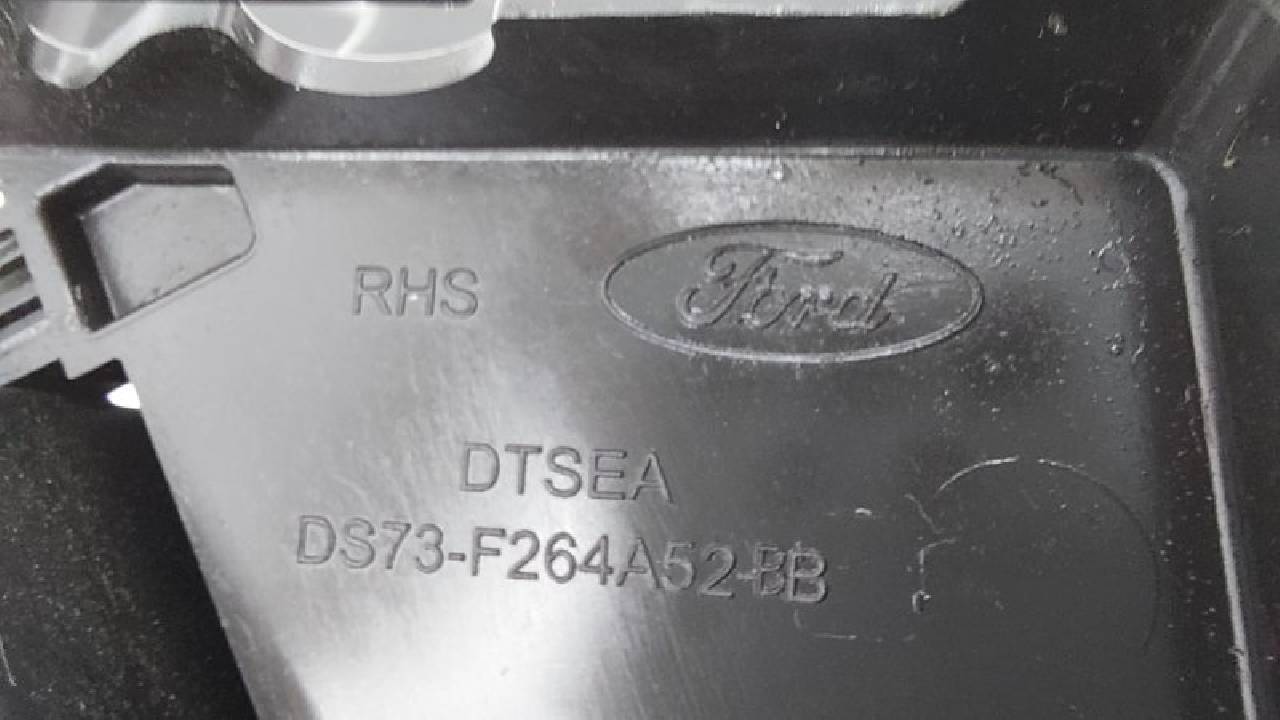 RHS
Ford
DTSEA
DS73-F264A52-BB